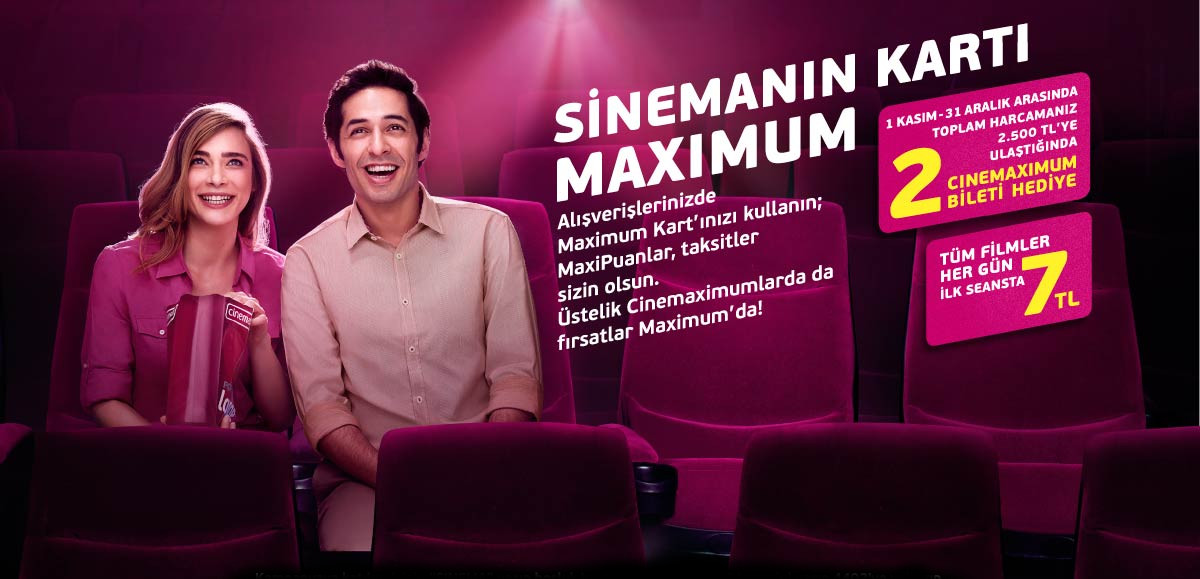 SİNEMANIN KARTI
MAXIMUM
Alışverişlerinizde
Maximum Kart'ınızı kullanın;
MaxiPuanlar, taksitler
sizin olsun.
Üstelik Cinemaximumlarda da
fırsatlar Maximum'da!
1 KASIM - 31 ARALIK ARASINDA
TOPLAM HARCAMANIZ
2.500 TL'YE
ULAŞTIĞINDA
2 CINEMAXIMUM
BİLETİ HEDİYE
TÜM FİLMLER
HER GÜN
İLK SEANSTA
7 TL
cinema